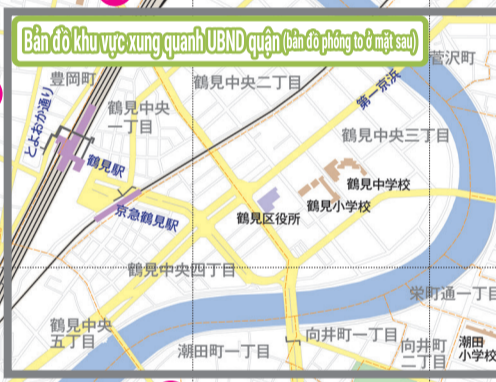 Bản đồ khu vực xung quanh UBND quận (bản đồ phóng to ở mặt sau)
菅沢町
豊岡町
鶴見中央二丁目
第一京浜
鶴見中央
一丁目
とよおか通り
鶴見中央三丁目
鶴見駅
鶴見中学校
鶴見小学校
京急鶴見駅
鶴見区役所
鶴見中央四丁目
栄町通一丁目
鶴見中央
五丁目
向井町一丁目
潮田町一丁目
向井町
二丁目
潮田
小学校